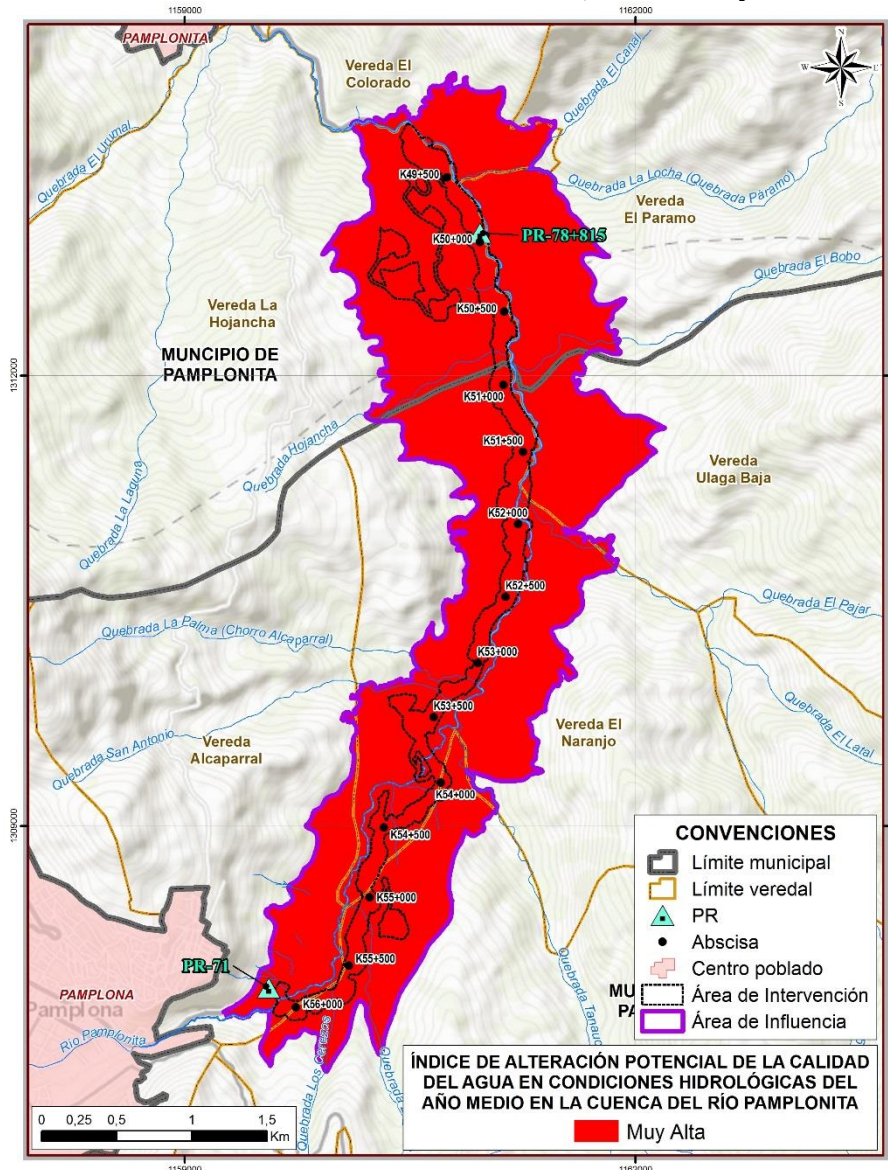 1159000
1162000
PAMPLONITA
Vereda El
Colorado
Quebrada El Canal
N
W
E
S
Quebrada El Urumal
K49+500
Quebrada La Locha (Quebrada Páramo)
Vereda
El Paramo
K50+000
PR-78+815
Quebrada El Bobo
Vereda La
Hojancha
K50+500
MUNCIPIO DE
PAMPLONITA
1312000
K51+000
Quebrada Hojancha
K51+500
Vereda
Ulaga Baja
Quebrada La Laguna
K52+000
K52+500
Quebrada El Pajar
Quebrada La Palma (Chorro Alcaparral)
K53+000
K53+500
Vereda El
Naranjo
Quebrada El Laral
Quebrada San Antonio
Vereda
Alcaparral
K54+000
1309000
K54+500
K55+000
K55+500
PR-71
K56+000
PAMPLONA
Pamplona
Río Pamplonita
Quebrada Los Cerezos
CONVENCIONES
Límite municipal
Límite veredal
PR
Abscisa
Centro poblado
Área de Intervención
Área de Influencia
ÍNDICE DE ALTERACIÓN POTENCIAL DE LA CALIDAD
DEL AGUA EN CONDICIONES HIDROLÓGICAS DEL
AÑO MEDIO EN LA CUENCA DEL RÍO PAMPLONITA
Muy Alta
0 0,25 0,5 1 1,5
Km
1159000